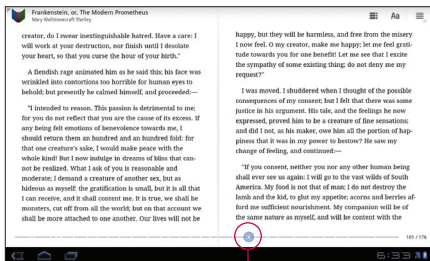 Frankenstein, or, The Modern Prometheus
Mary Wollstonecraft Shelley
Aa
creator, do I swear inextinguishable hatred. Have a care: I
will work at your destruction, nor finish until I desolate
your heart, so that you curse the hour of your birth."
A fiendish rage animated him as he said this; his face was
wrinkled into contortions too horrible for human eyes to
behold; but presently he calmed himself, and proceeded:—
"I intended to reason. This passion is detrimental to me;
for you do not reflect that you are the cause of its excess. If
any being felt emotions of benevolence towards me, I
should return them an hundred and an hundred fold; for
that one creature's sake, I would make peace with the
whole kind! But I now indulge in dreams of bliss that can-
not be realized. What I ask of you is reasonable and
moderate; I demand a creature of another sex, but as
hideous as myself: the gratification is small, but it is all that
I can receive, and it shall content me. It is true, we shall be
monsters, cut off from all the world; but on that account we
shall be more attached to one another. Our lives will not be
happy, but they will be harmless, and free from the misery
I now feel. O my creator, make me happy; let me feel grati-
tude towards you for one benefit! Let me see that I excite
the sympathy of some existing thing; do not deny me my
request!"
I was moved. I shuddered when I thought of the possible
consequences of my consent; but I felt that there was some
justice in his argument. His tale, and the feelings he now
expressed, proved him to be a creature of fine sensations;
and did I not, as his maker, owe him all the portion of hap-
piness that it was in my power to bestow? He saw my
change of feeling, and continued:—
"If you consent, neither you nor any other human being
shall ever see us again: I will go to the vast wilds of South
America. My food is not that of man; I do not destroy the
lamb and the kid, to glut my appetite; acorns and berries af-
ford me sufficient nourishment. My companion will be of
the same nature as myself, and will be content with the
101 / 176
6:33